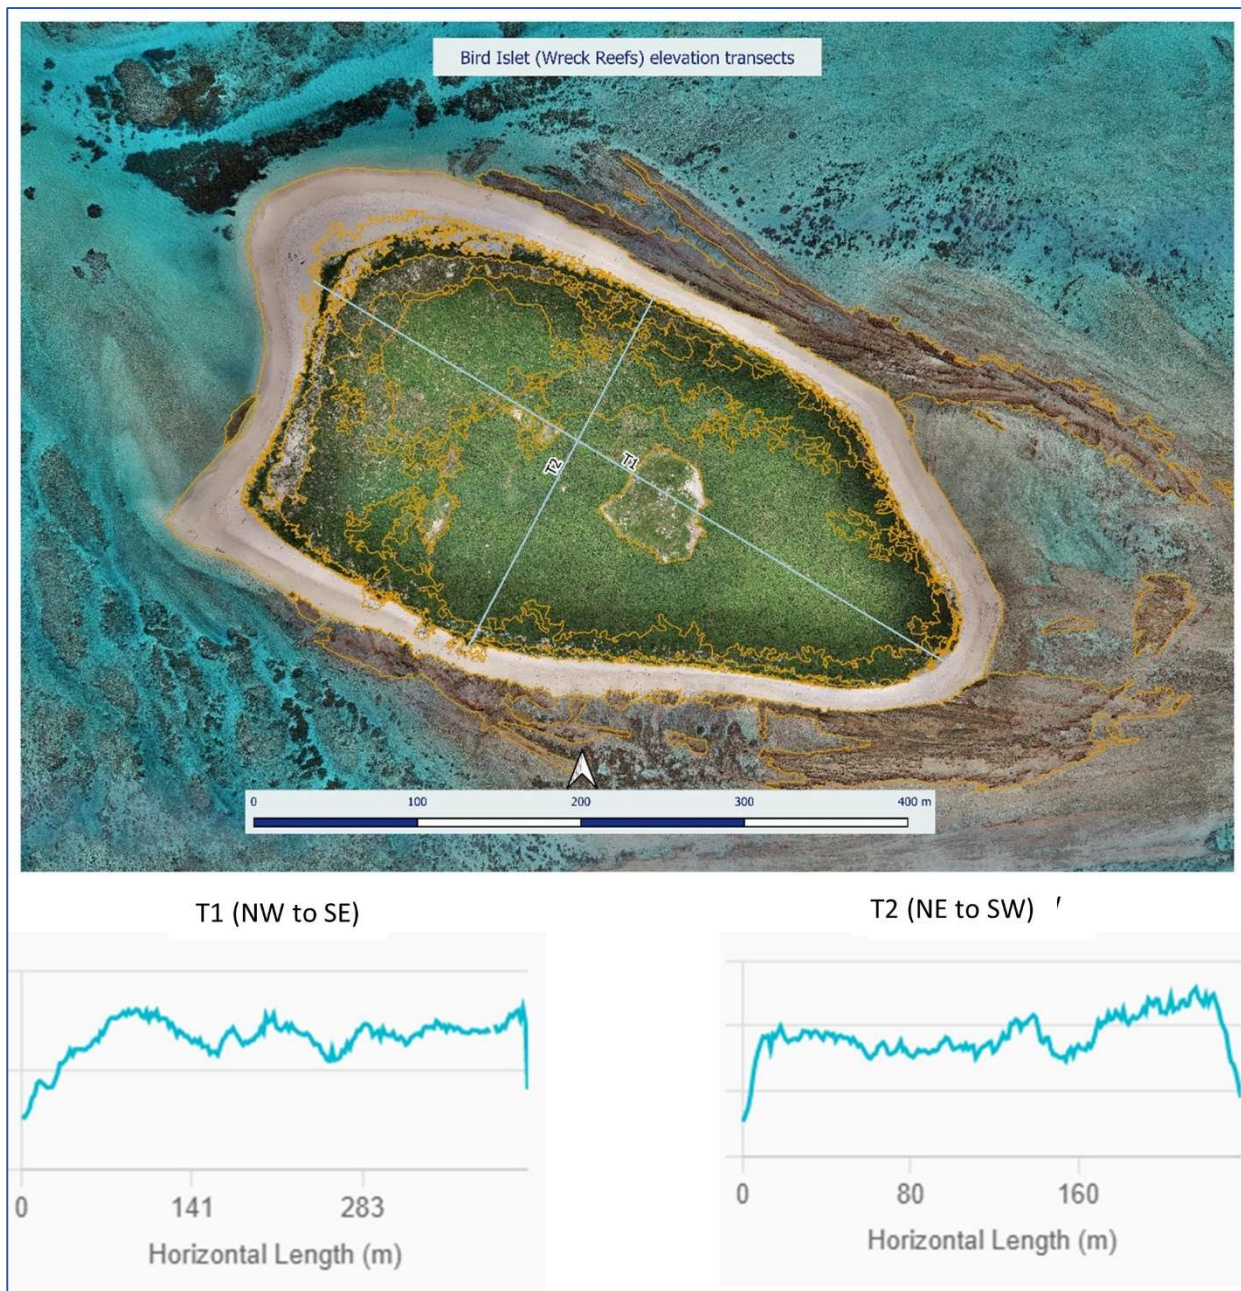 Bird Islet (Wreck Reefs) elevation transects
T1
T2
0 100 200 300 400 m
T1 (NW to SE)
T2 (NE to SW)
0 141 283
Horizontal Length (m)
0 80 160
Horizontal Length (m)